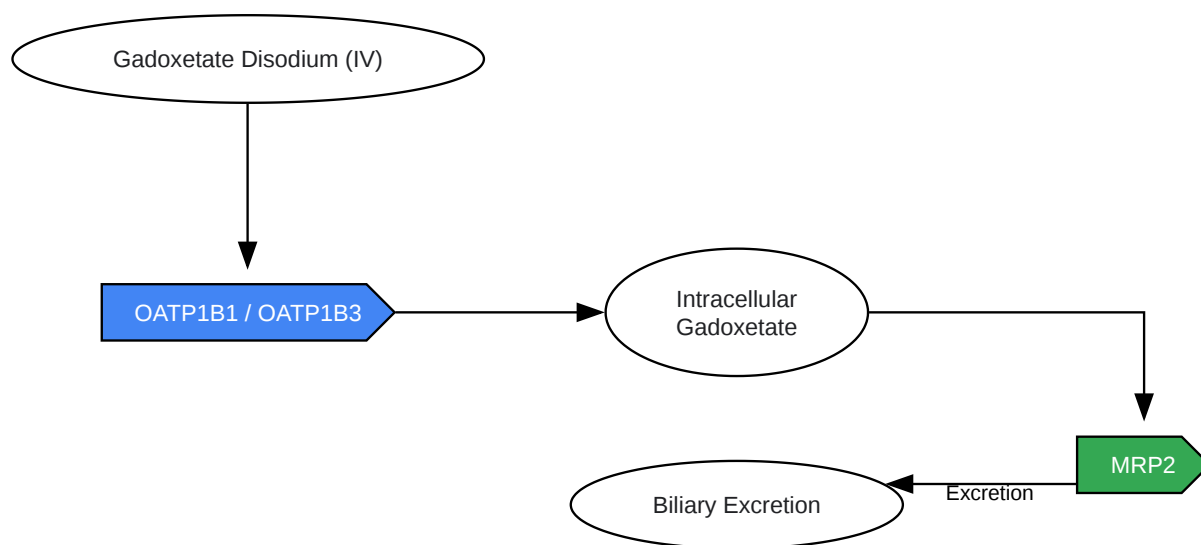 Gadoxetate Disodium (IV)
OATP1B1 / OATP1B3
Intracellular
Gadoxetate
MRP2
Excretion
Biliary Excretion